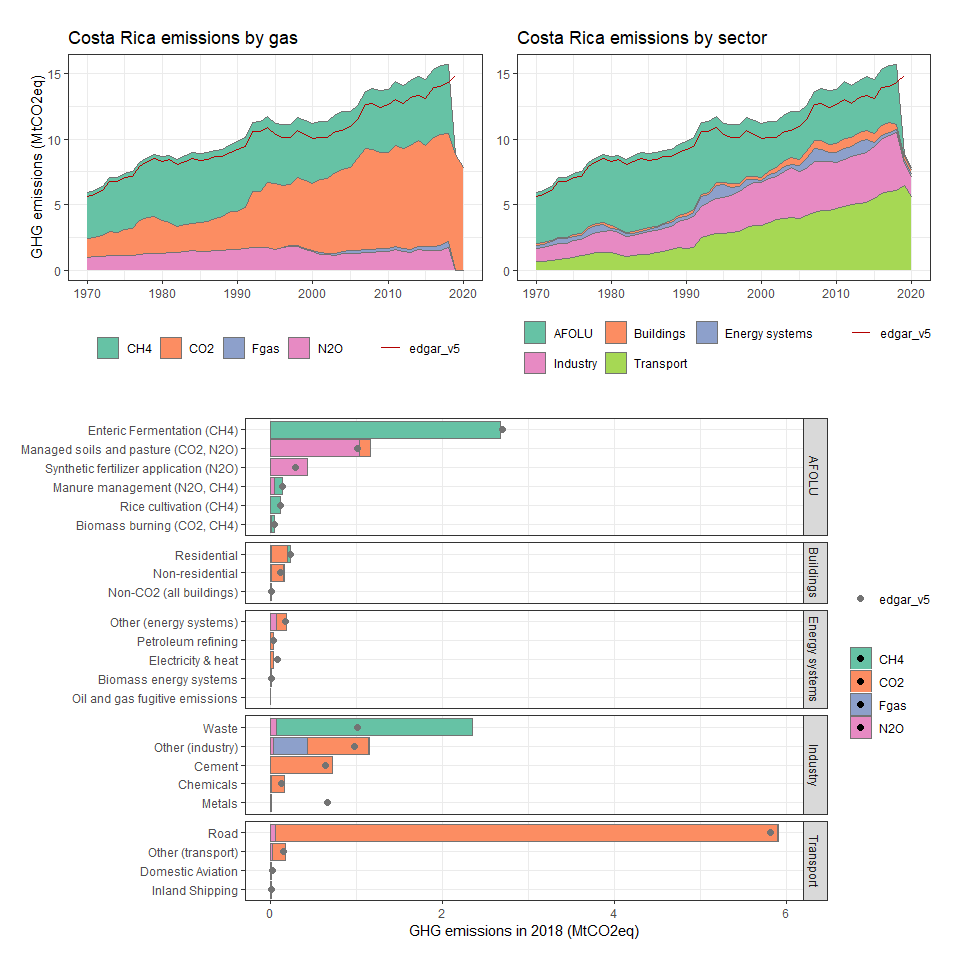 Costa Rica emissions by gas
GHG emissions (MtCO2eq)
15
10
5
0
1970 1980 1990 2000 2010 2020
CH4 CO2 Fgas N2O edgar_v5
Costa Rica emissions by sector
15
10
5
0
1970 1980 1990 2000 2010 2020
AFOLU Buildings Energy systems edgar_v5
Industry Transport
Enteric Fermentation (CH4)
Managed soils and pasture (CO2, N2O)
Synthetic fertilizer application (N2O)
Manure management (N2O, CH4)
Rice cultivation (CH4)
Biomass burning (CO2, CH4)
AFOLU
Residential
Non-residential
Non-CO2 (all buildings)
Buildings
Other (energy systems)
Petroleum refining
Electricity & heat
Biomass energy systems
Oil and gas fugitive emissions
Energy systems
Waste
Other (industry)
Cement
Chemicals
Metals
Industry
Road
Other (transport)
Domestic Aviation
Inland Shipping
Transport
0 2 4 6
GHG emissions in 2018 (MtCO2eq)
edgar_v5
CH4
CO2
Fgas
N2O